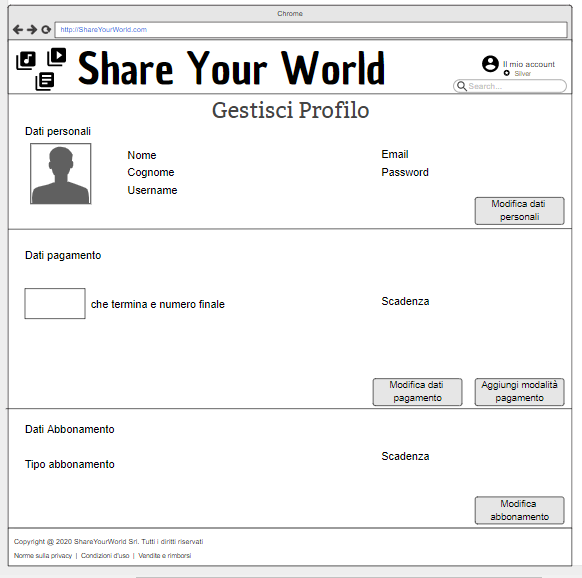 Chrome
http://ShareYourWorld.com
Share Your World
Il mio account
Silver
Search...
Gestisci Profilo
Dati personali
Nome
Cognome
Username
Email
Password
Modifica dati
personali
Dati pagamento
che termina e numero finale
Scadenza
Modifica dati
pagamento
Aggiungi modalità
pagamento
Dati Abbonamento
Tipo abbonamento
Scadenza
Modifica
abbonamento
Copyright @ 2020 ShareYourWorld Srl. Tutti i diritti riservati
Norme sulla privacy | Condizioni d'uso | Vendite e rimborsi